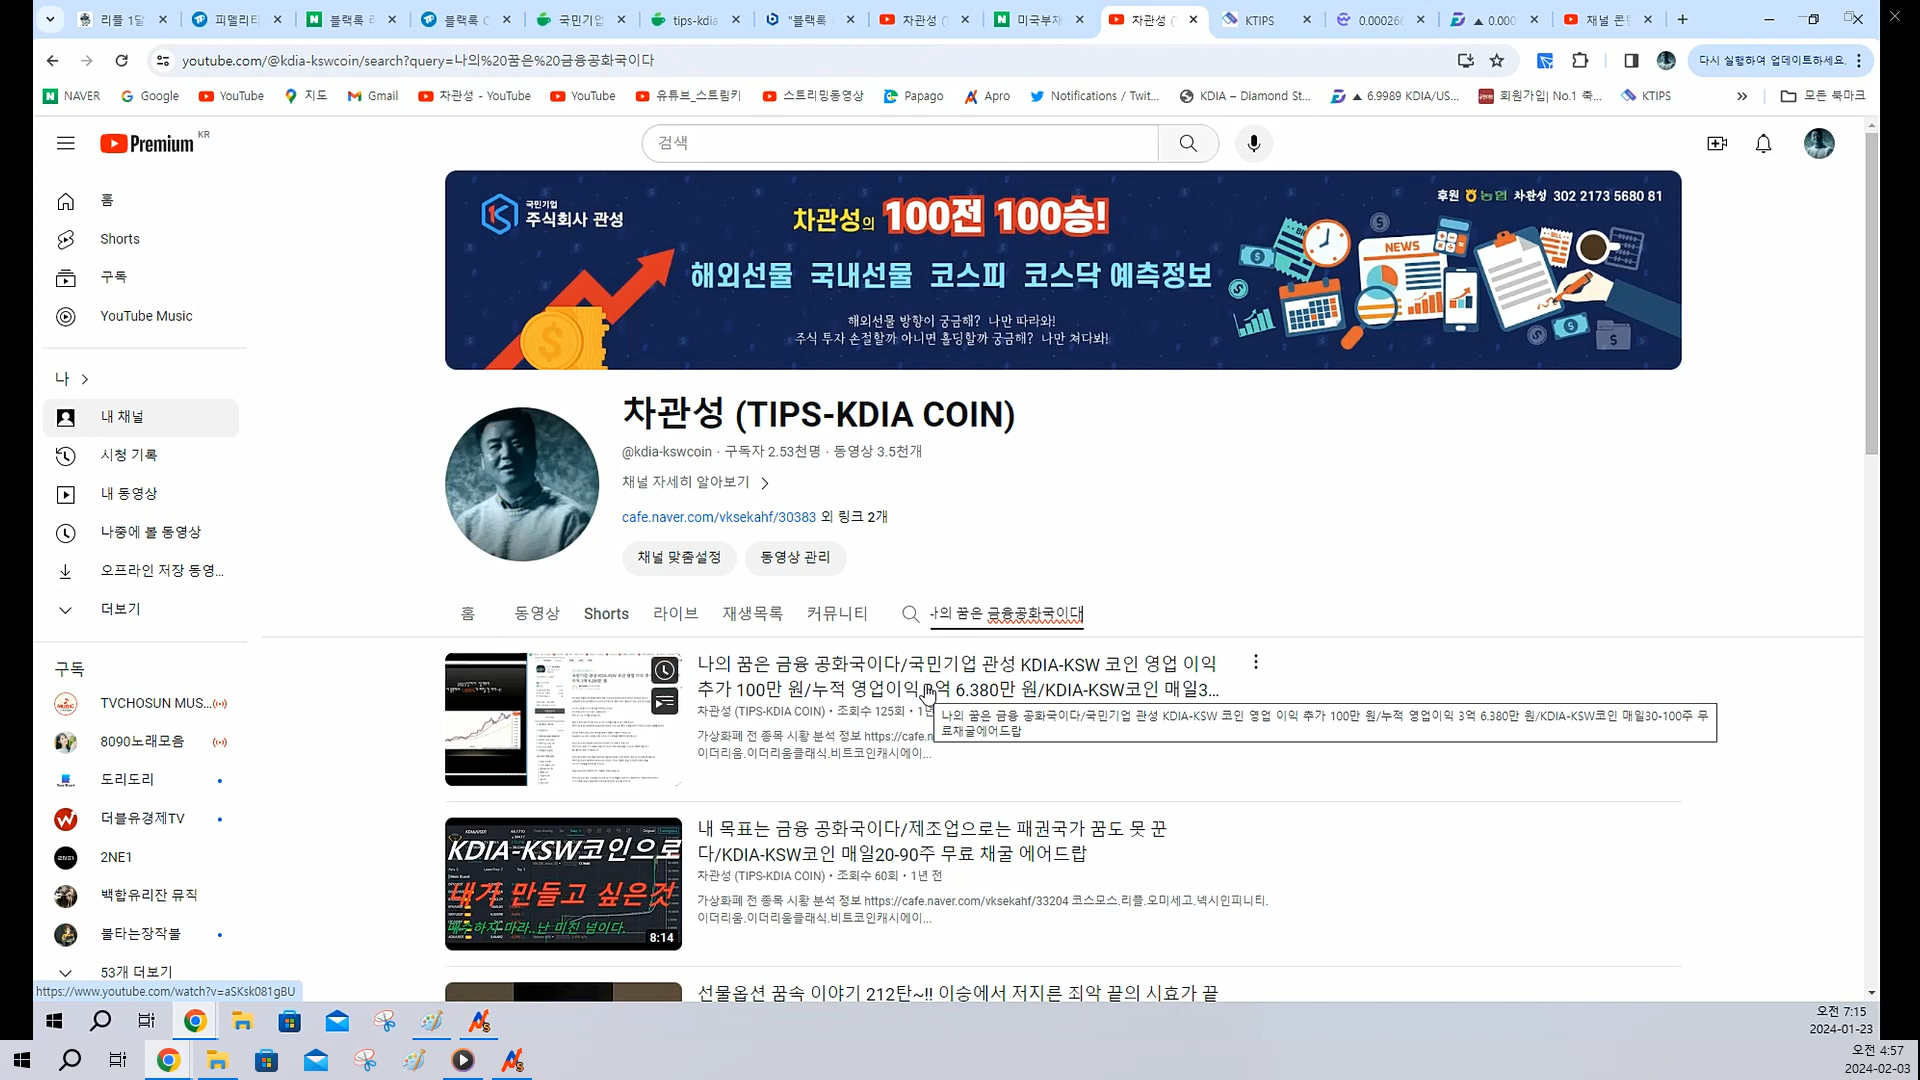 리플 1달
피델리티
블랙록
블랙록
국민기업
tips-kdia
"블랙록
차관성
미국부채
차관성
KTIPS
▲ 0.000
채널 콘텐
youtube.com/@kdia-kswcoin/search?query=나의%20꿈은%20금융공화국이다
다시 실행하여 업데이트하세요.
NAVER
Google
YouTube
지도
Gmail
차관성 - YouTube
YouTube
유튜브_스트림키
스트리밍동영상
Papago
Apro
Notifications / Twit...
KDIA – Diamond St...
▲ 6.9989 KDIA/US...
회원가입| No.1 축...
KTIPS
모든 북마크
Premium KR
검색
홈
Shorts
구독
YouTube Music
나
내 채널
시청 기록
내 동영상
나중에 볼 동영상
오프라인 저장 동영...
더보기
구독
TVCHOSUN MUS...
8090노래모음
도리도리
더블유경제TV
2NE1
백합유리잔 뮤직
불타는장작불
53개 더보기
국민기업
주식회사 관성
차관성의 100전 100승!
후원 농협 차관성 302 2173 5680 81
해외선물 국내선물 코스피 코스닥 예측정보
해외선물 방향이 궁금해? 나만 따라와!
주식 투자 손절할까 아니면 홀딩할까 궁금해? 나만 쳐다봐!
NEWS
차관성 (TIPS-KDIA COIN)
@kdia-kswcoin · 구독자 2.53천명 · 동영상 3.5천개
채널 자세히 알아보기
cafe.naver.com/vksekahf/30383 외 링크 2개
채널 맞춤설정
동영상 관리
홈
동영상
Shorts
라이브
재생목록
커뮤니티
의 꿈은 금융공화국이다
나의 꿈은 금융 공화국이다/국민기업 관성 KDIA-KSW 코인 영업 이익
추가 100만 원/누적 영업이익 억 6.380만 원/KDIA-KSW코인 매일3...
차관성 (TIPS-KDIA COIN) • 조회수 125회 • 1년
가상화폐 전 종목 시황 분석 정보 https://cafe.n
이더리움.이더리움클래식.비트코인캐시에이...
나의 꿈은 금융 공화국이다/국민기업 관성 KDIA-KSW 코인 영업 이익 추가 100만 원/누적 영업이익 3억 6.380만 원/KDIA-KSW코인 매일30-100주 무
료채굴에어드랍
KDIA-KSW코인으로
내가 만들고 싶은것
매수하지 마라..난 미친 넘이다.
8:14
내 목표는 금융 공화국이다/제조업으로는 패권국가 꿈도 못 꾼
다/KDIA-KSW코인 매일20-90주 무료 채굴 에어드랍
차관성 (TIPS-KDIA COIN) • 조회수 60회 • 1년 전
가상화폐 전 종목 시황 분석 정보 https://cafe.naver.com/vksekahf/33204 코스모스.리플.오미세고.넥시인피니티.
이더리움.이더리움클래식.비트코인캐시에이...
선물옵션 꿈속 이야기 212탄~!! 이승에서 저지른 죄악 끝의 시효가 끝
https://www.youtube.com/watch?v=aSKsk081gBU
오전 7:15
2024-01-23
오전 4:57
2024-02-03